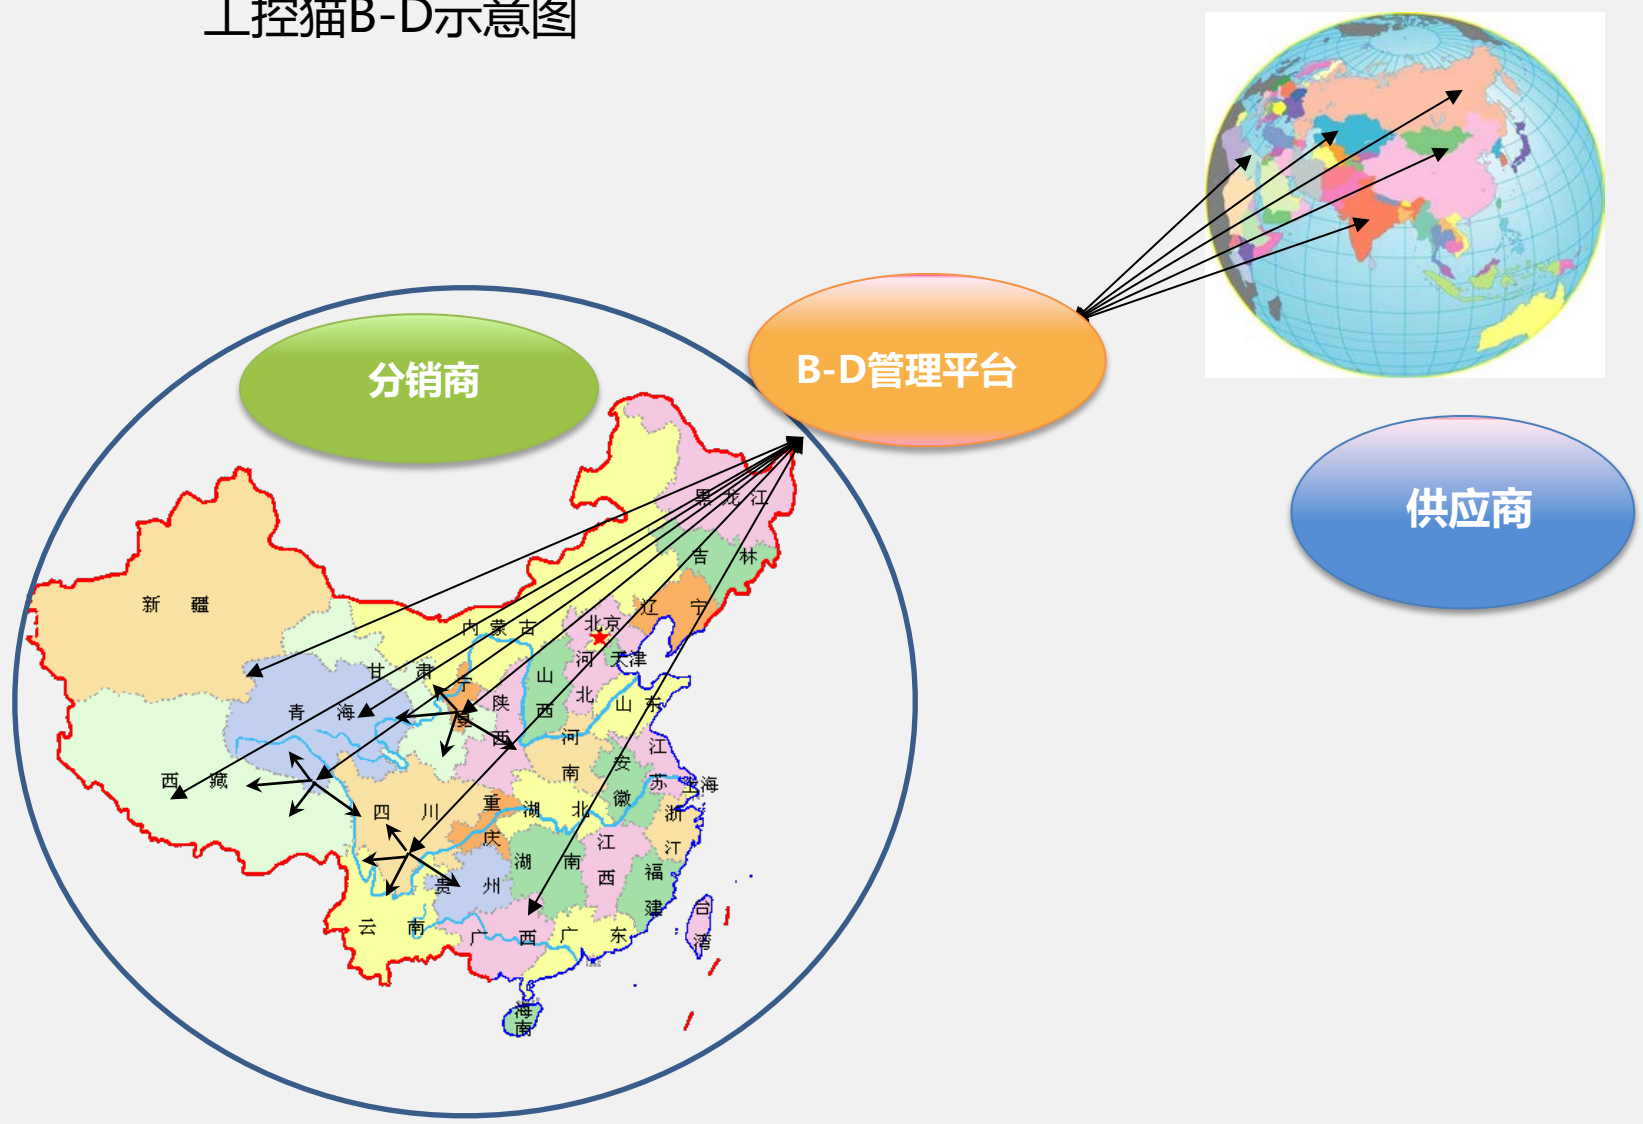 工控猫B-D示意图
分销商
B-D管理平台
供应商
黑龙江
吉林
辽宁
新疆
内蒙古
北京
天津
河北
甘肃
宁夏
山西
陕西
山东
青海
河南
江苏
安徽
上海
西藏
四川
重庆
湖北
浙江
湖南
江西
贵州
福建
云南
广西
广东
台湾
海南